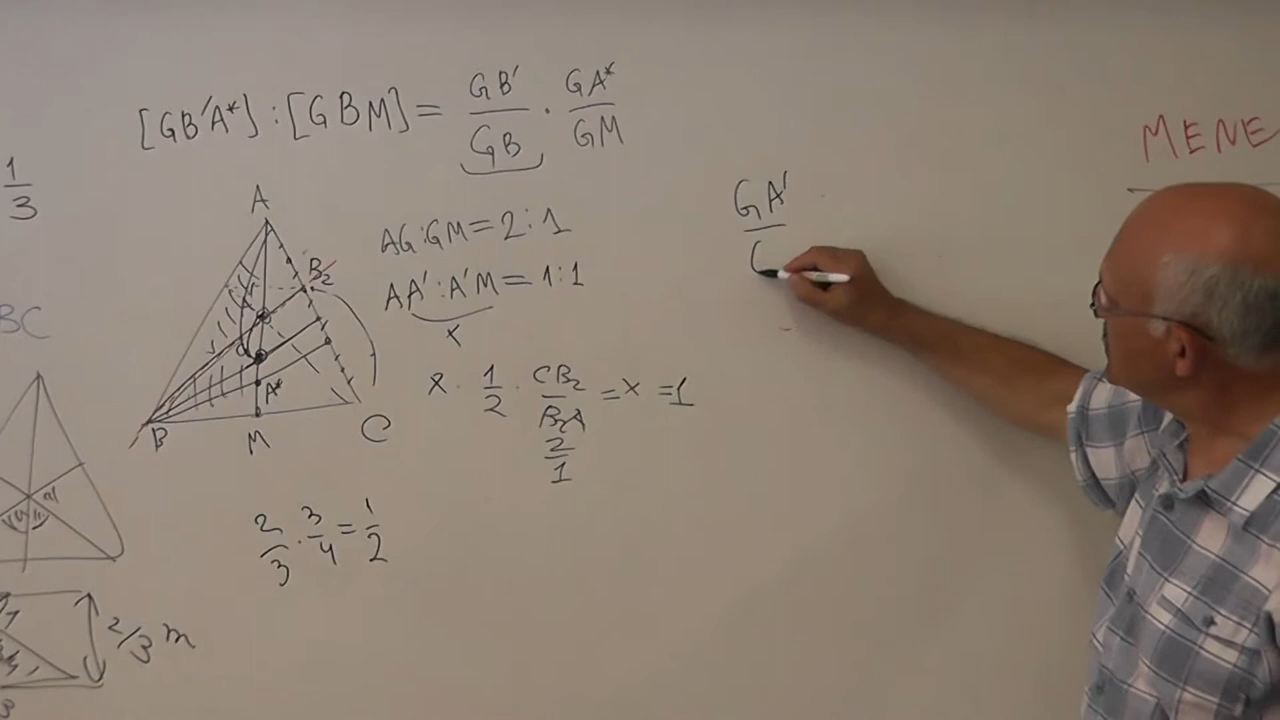 [GB'A*] : [GBM] = GB'/GB · GA*/GM
MENE
1/3
GA'
A
AG:GM=2:1
B₂
AA':A'M=1:1
x
BC
A*
x · 1/2 · CB₂/B₂A = x = 1
2/1
B
M
C
2/3 · 3/4 = 1/2
2/3 m